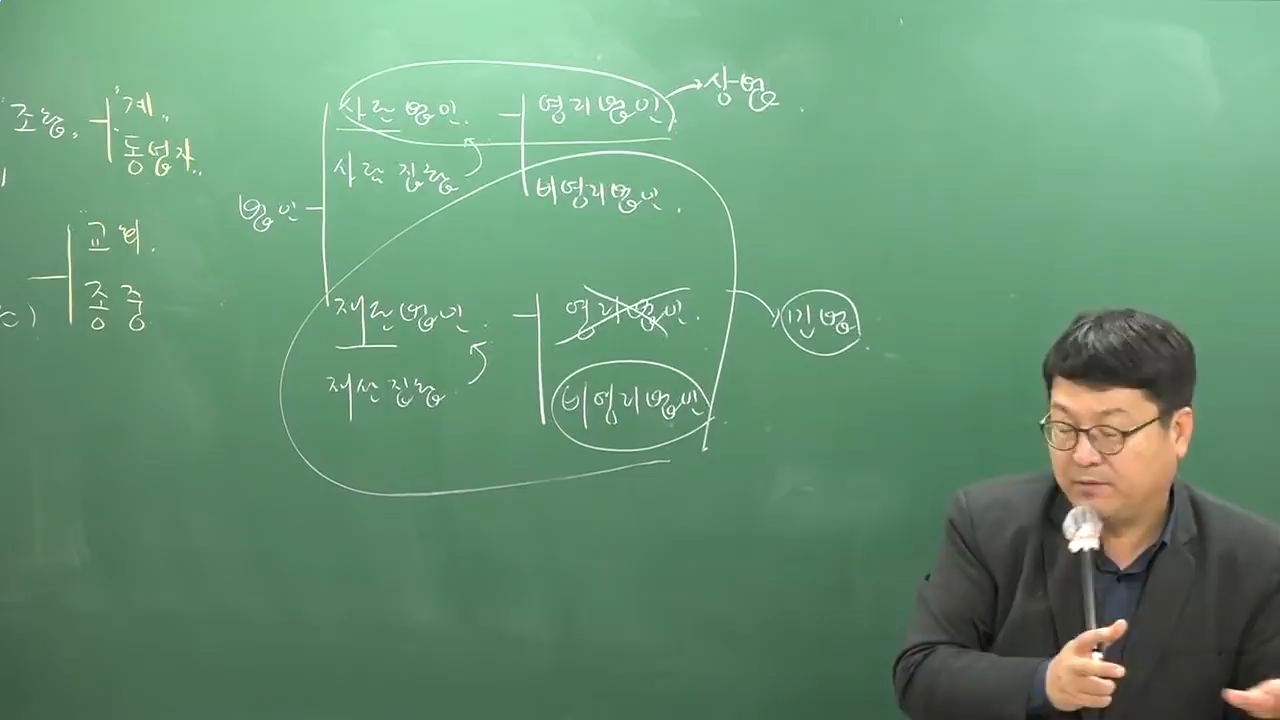 조합.
계.
동업자..
교회.
종중
법인
사단법인.
사람 집합
영리법인.
상법
비영리법인.
재단법인.
재산 집합
영리법인.
비영리법인
민법